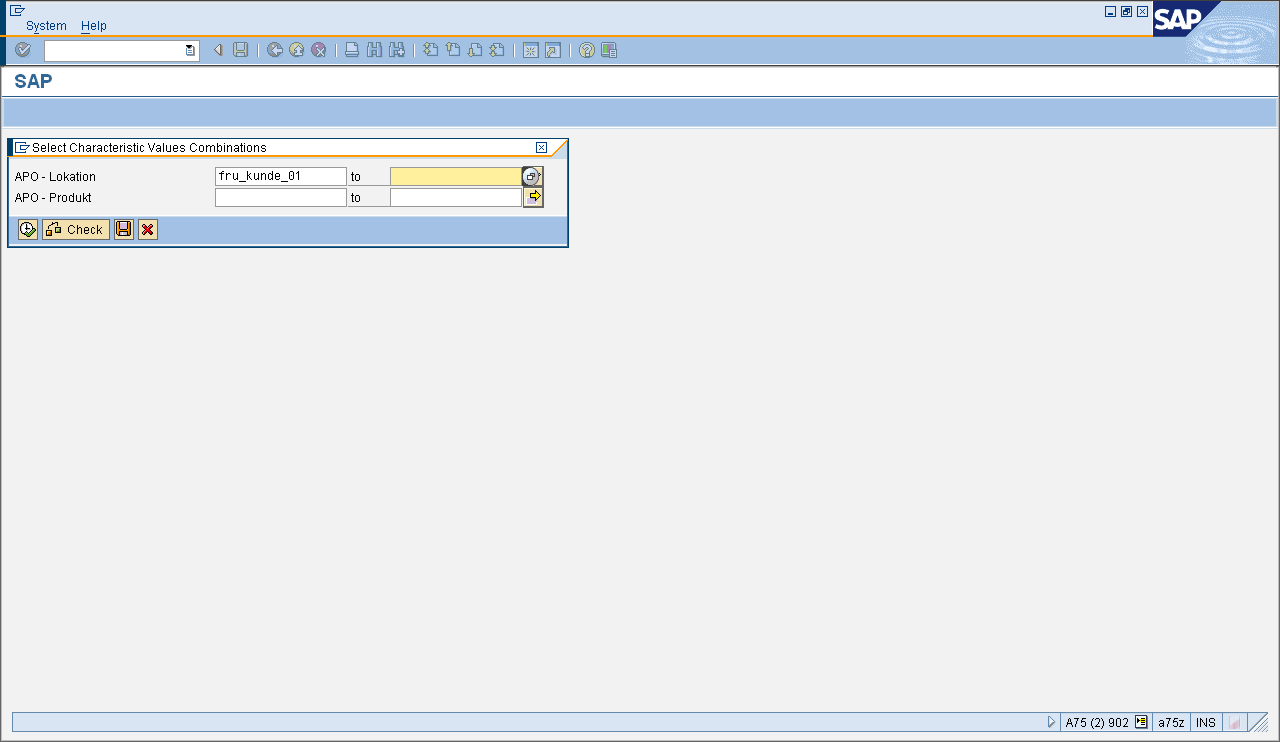 System Help
SAP
SAP
Select Characteristic Values Combinations
APO - Lokation fru_kunde_01 to
APO - Produkt to
Check
A75 (2) 902 a75z INS